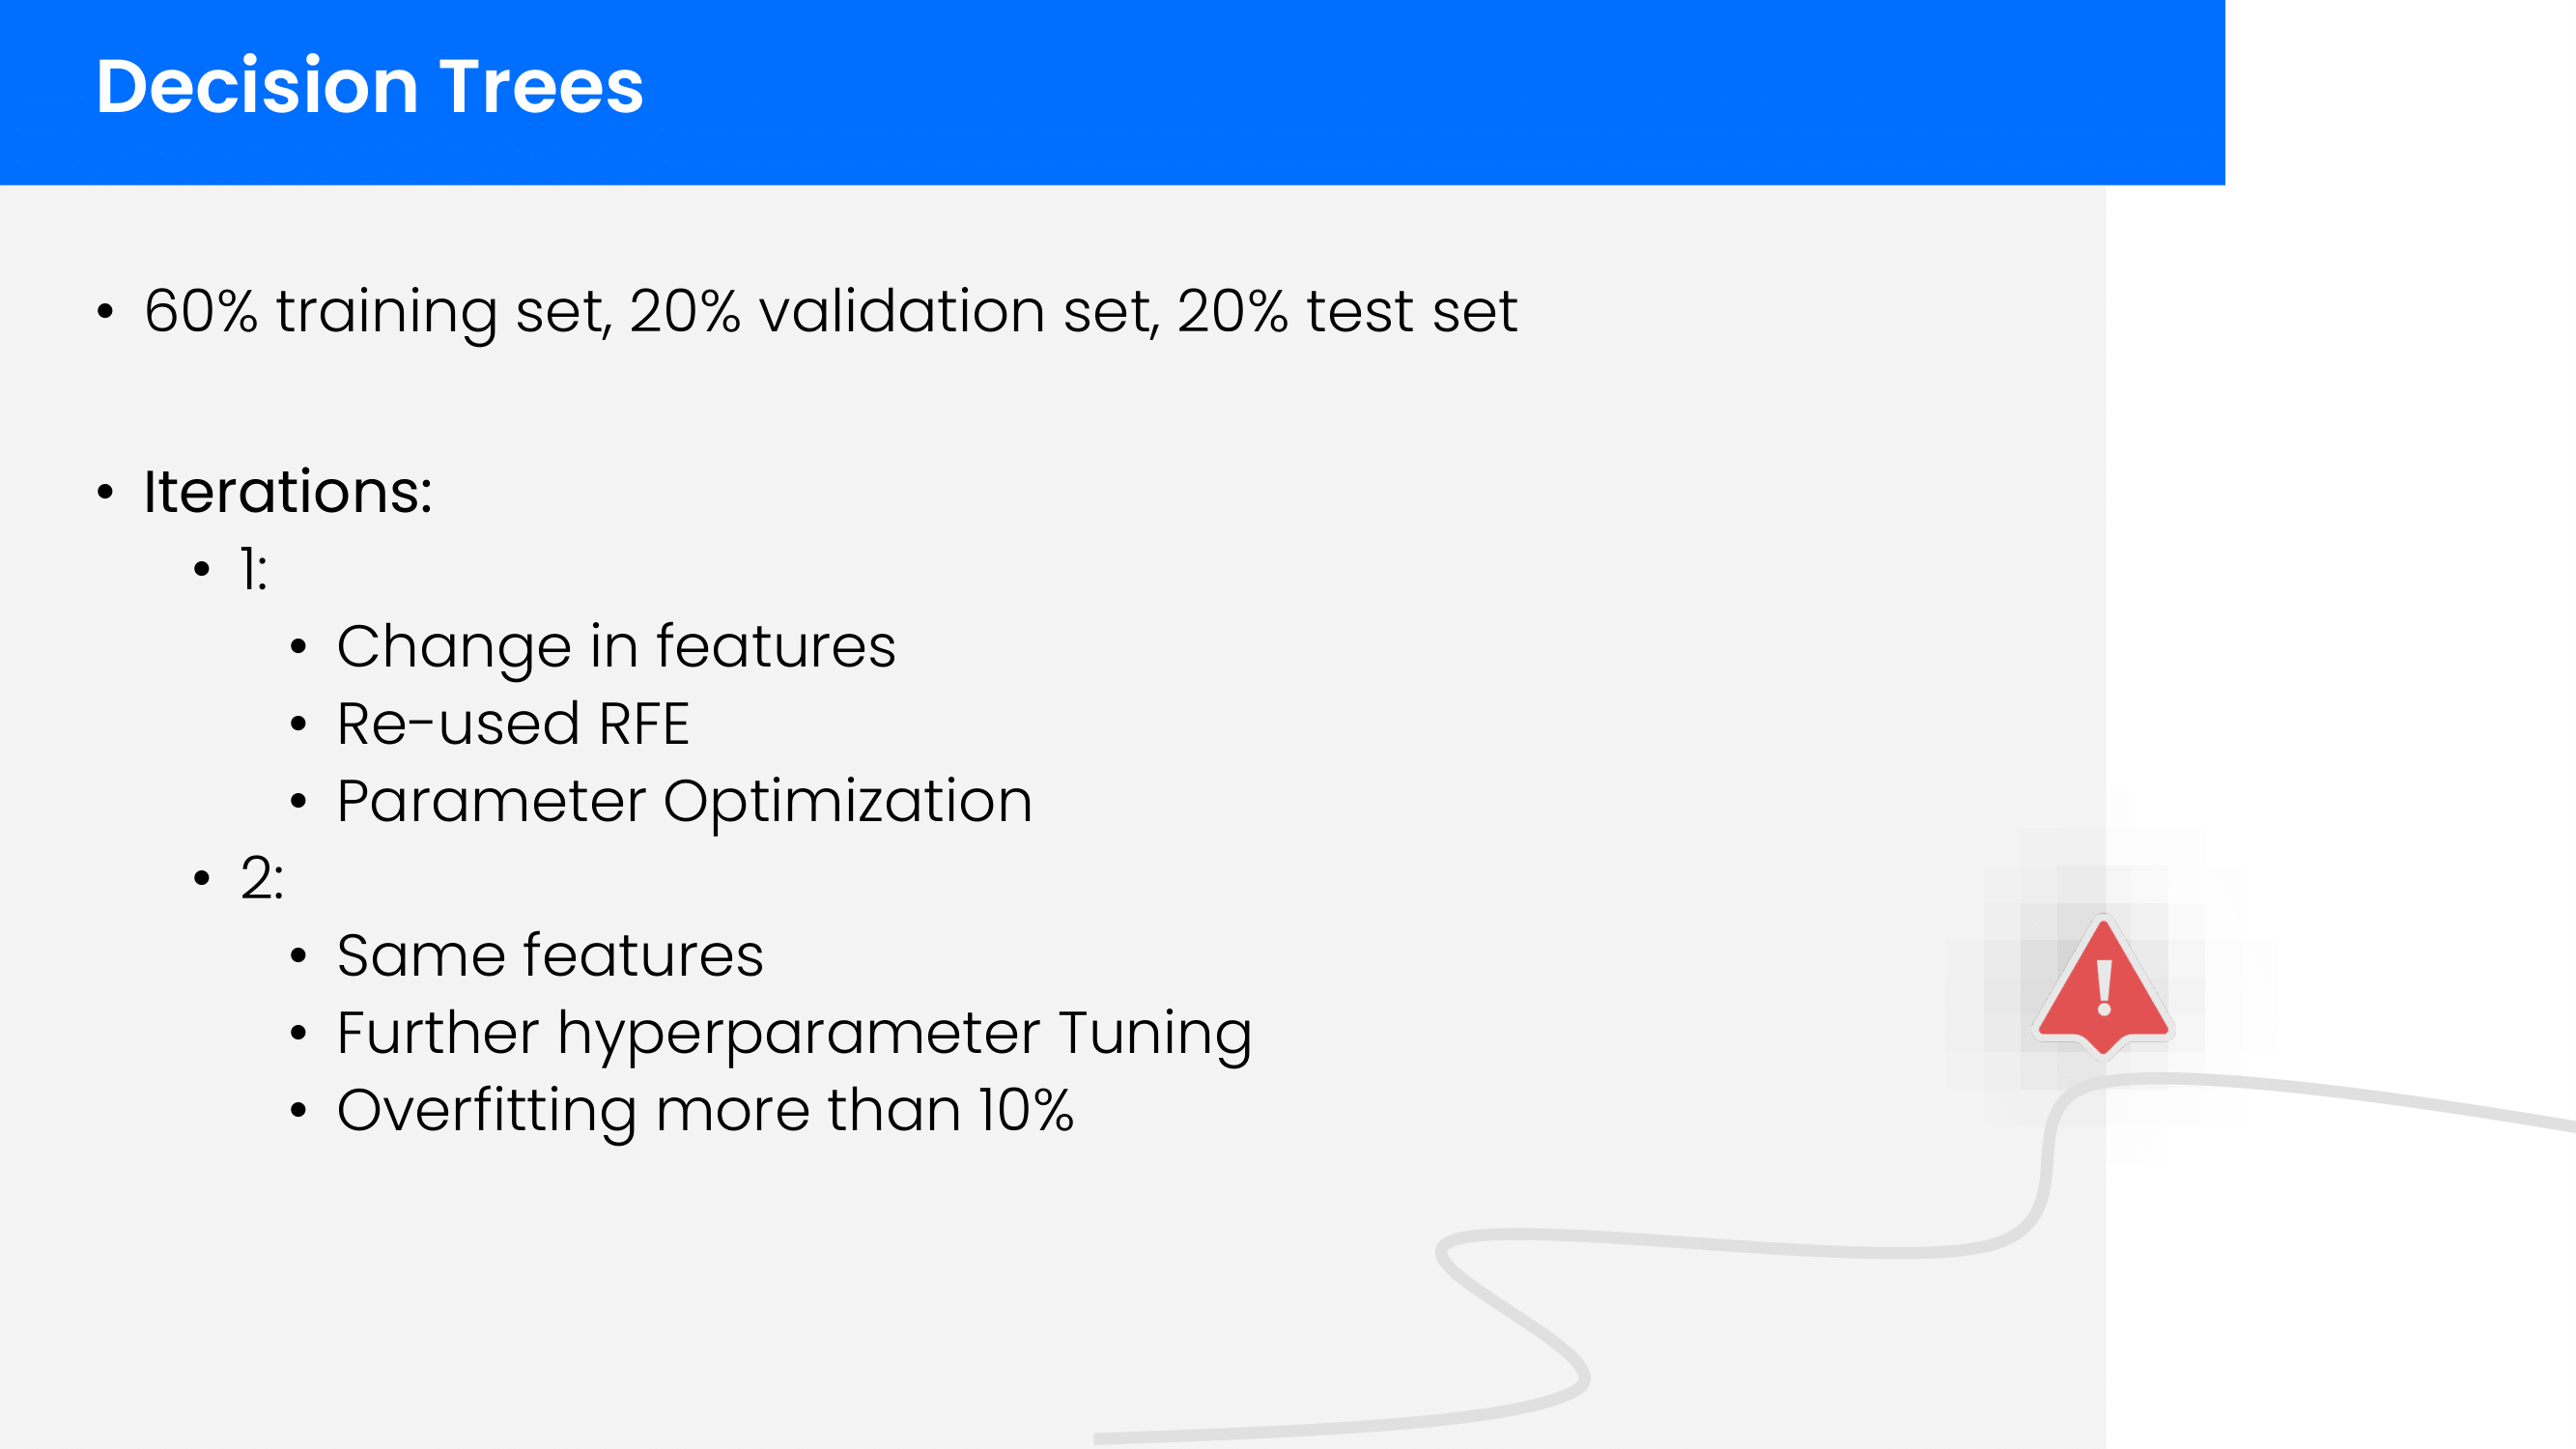 Decision Trees
• 60% training set, 20% validation set, 20% test set
• Iterations:
• 1:
• Change in features
• Re-used RFE
• Parameter Optimization
• 2:
• Same features
• Further hyperparameter Tuning
• Overfitting more than 10%
!